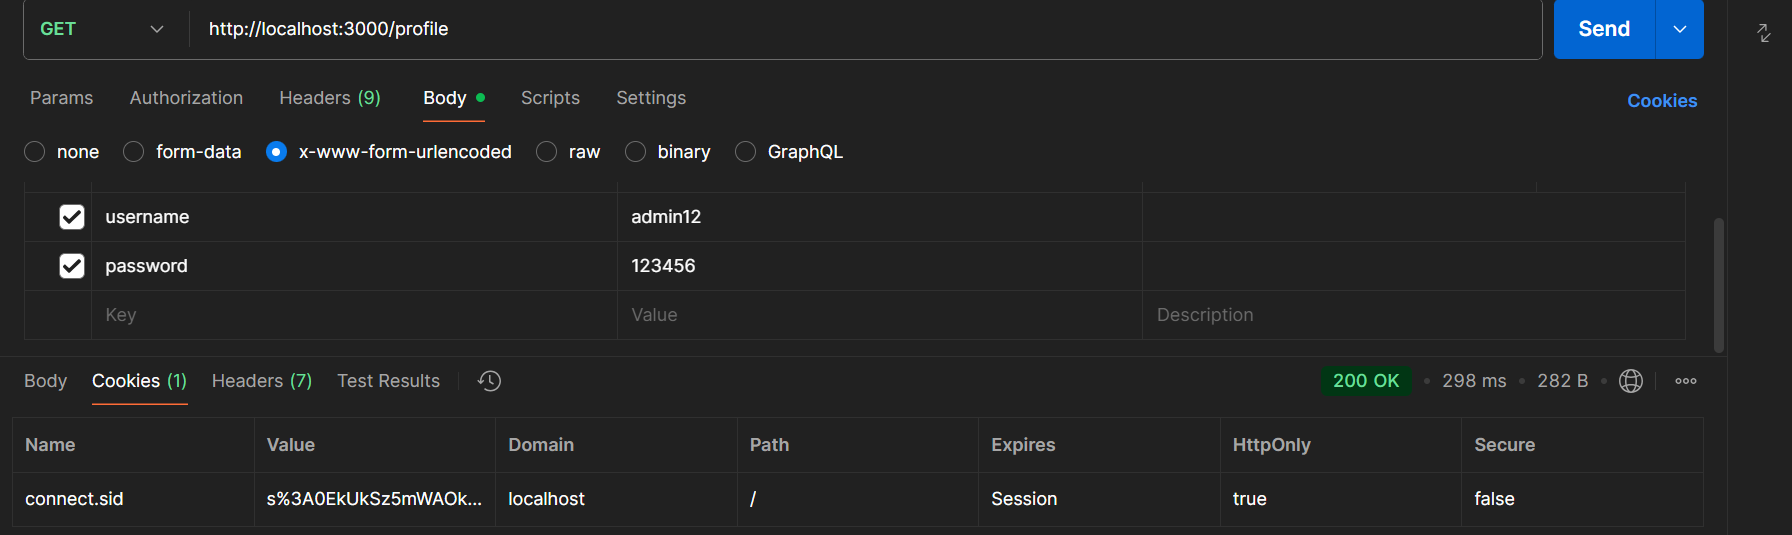 GET http://localhost:3000/profile Send
Params Authorization Headers (9) Body Scripts Settings Cookies
none form-data x-www-form-urlencoded raw binary GraphQL
username admin12
password 123456
Key Value Description
Body Cookies (1) Headers (7) Test Results 200 OK • 298 ms • 282 B •
Name Value Domain Path Expires HttpOnly Secure
connect.sid s%3A0EkUkSz5mWAOk... localhost / Session true false